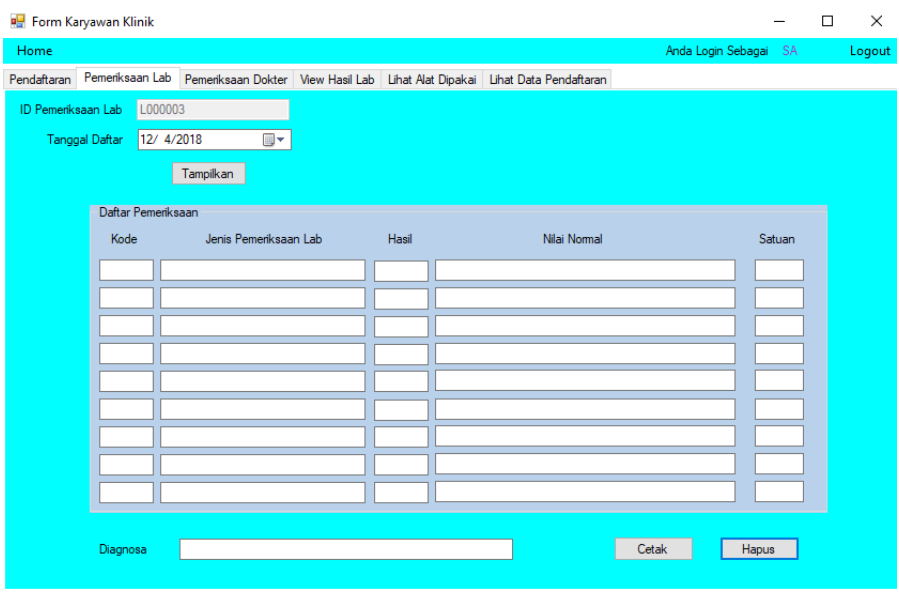 Form Karyawan Klinik
Home Anda Login Sebagai SA Logout
Pendaftaran Pemeriksaan Lab Pemeriksaan Dokter View Hasil Lab Lihat Alat Dipakai Lihat Data Pendaftaran
ID Pemeriksaan Lab L000003
Tanggal Daftar 12/ 4/2018
Tampilkan
Daftar Pemeriksaan
Kode Jenis Pemeriksaan Lab Hasil Nilai Normal Satuan
Diagnosa Cetak Hapus